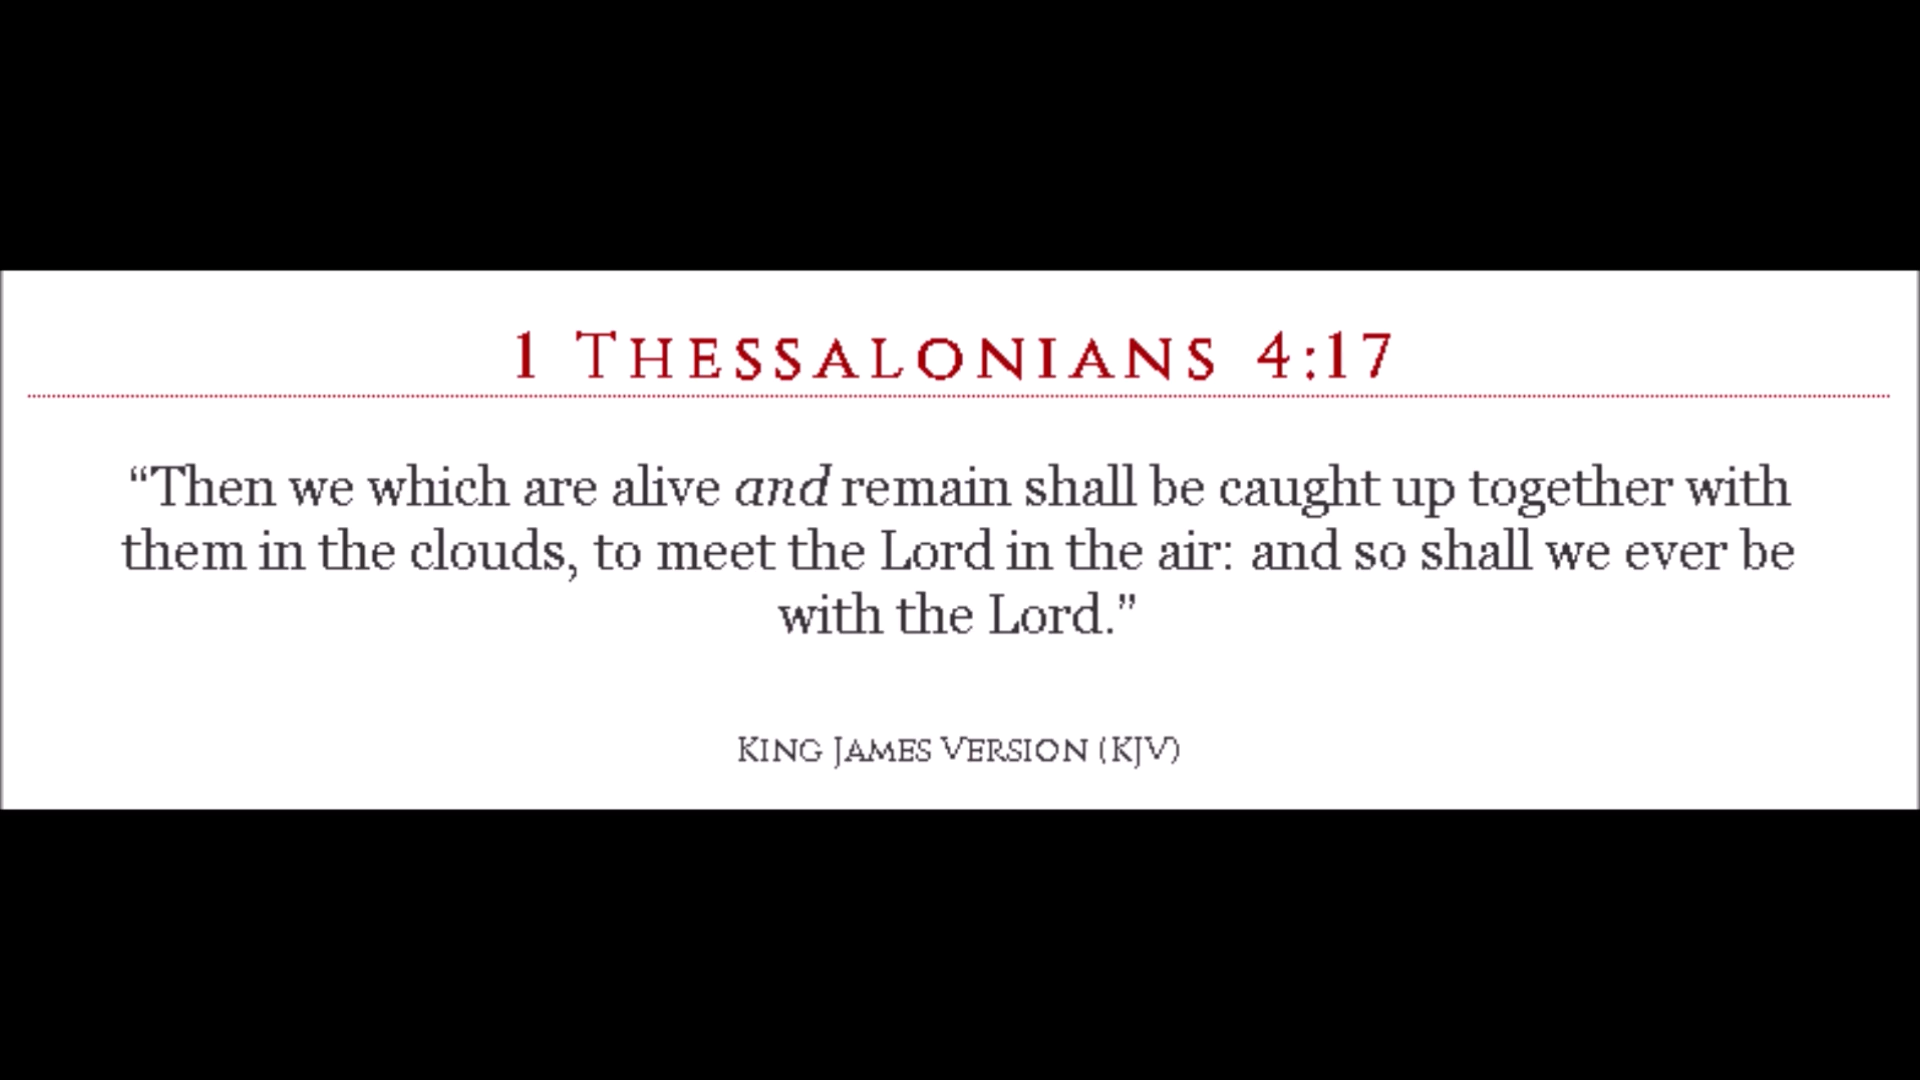 1 THESSALONIANS 4:17
“Then we which are alive and remain shall be caught up together with
them in the clouds, to meet the Lord in the air: and so shall we ever be
with the Lord.”
KING JAMES VERSION (KJV)